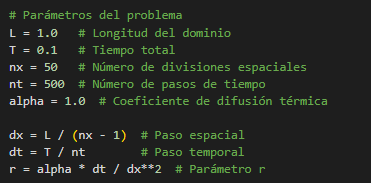 # Parámetros del problema
L = 1.0   # Longitud del dominio
T = 0.1   # Tiempo total
nx = 50   # Número de divisiones espaciales
nt = 500  # Número de pasos de tiempo
alpha = 1.0  # Coeficiente de difusión térmica
dx = L / (nx - 1)  # Paso espacial
dt = T / nt        # Paso temporal
r = alpha * dt / dx**2  # Parámetro r